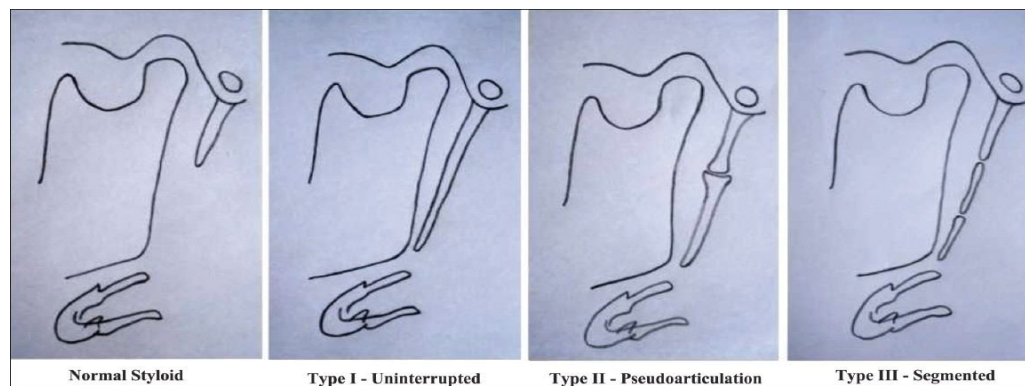 Normal Styloid
Type I - Uninterrupted
Type II - Pseudoarticulation
Type III - Segmented